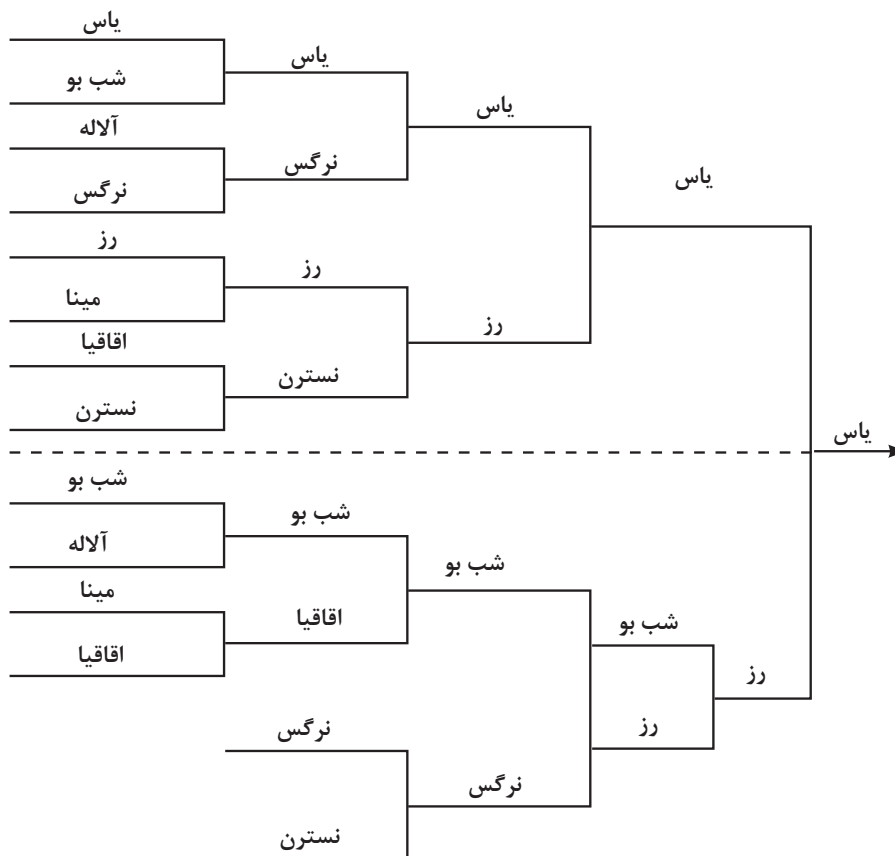 یاس
شب بو
یاس
آلاله
نرگس
نرگس
یاس
رز
مینا
رز
اقاقیا
نسترن
نسترن
رز
یاس
یاس
شب بو
آلاله
شب بو
مینا
اقاقیا
اقاقیا
شب بو
نرگس
نسترن
نرگس
شب بو
رز
رز